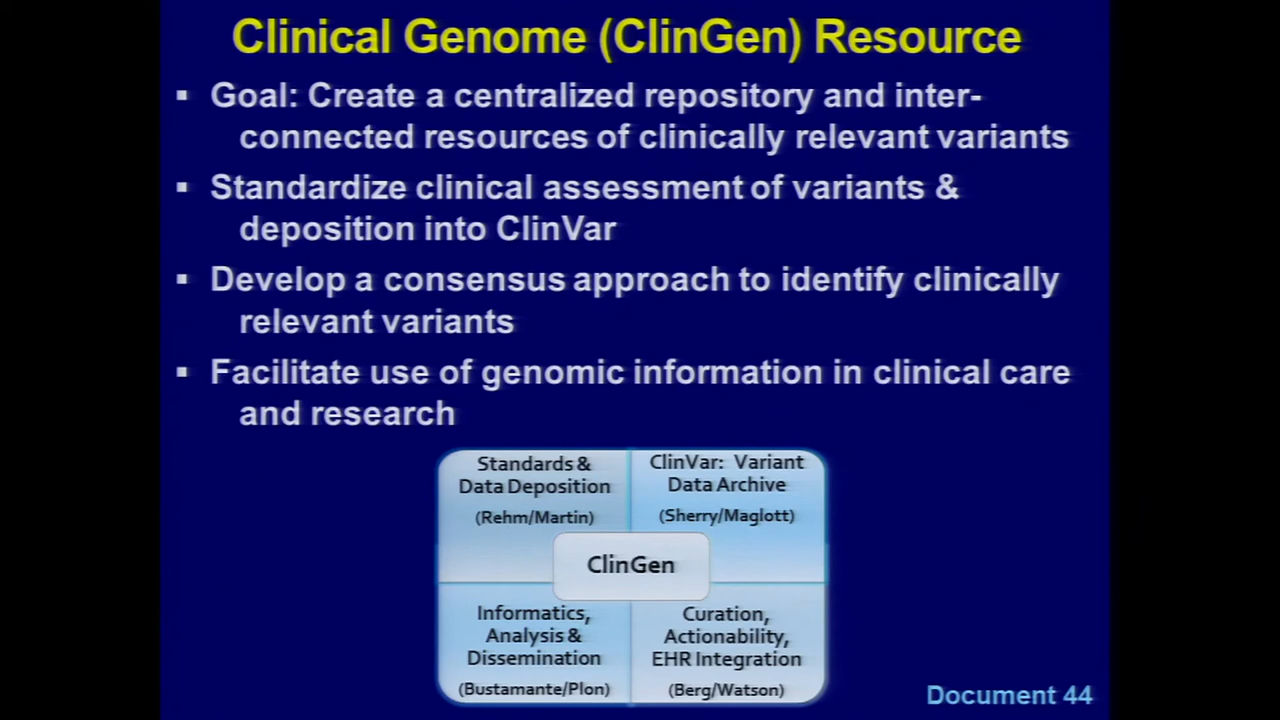 Clinical Genome (ClinGen) Resource
▪ Goal: Create a centralized repository and inter-
connected resources of clinically relevant variants
▪ Standardize clinical assessment of variants &
deposition into ClinVar
▪ Develop a consensus approach to identify clinically
relevant variants
▪ Facilitate use of genomic information in clinical care
and research
Standards &
Data Deposition
(Rehm/Martin)
ClinVar: Variant
Data Archive
(Sherry/Maglott)
ClinGen
Informatics,
Analysis &
Dissemination
(Bustamante/Plon)
Curation,
Actionability,
EHR Integration
(Berg/Watson)
Document 44